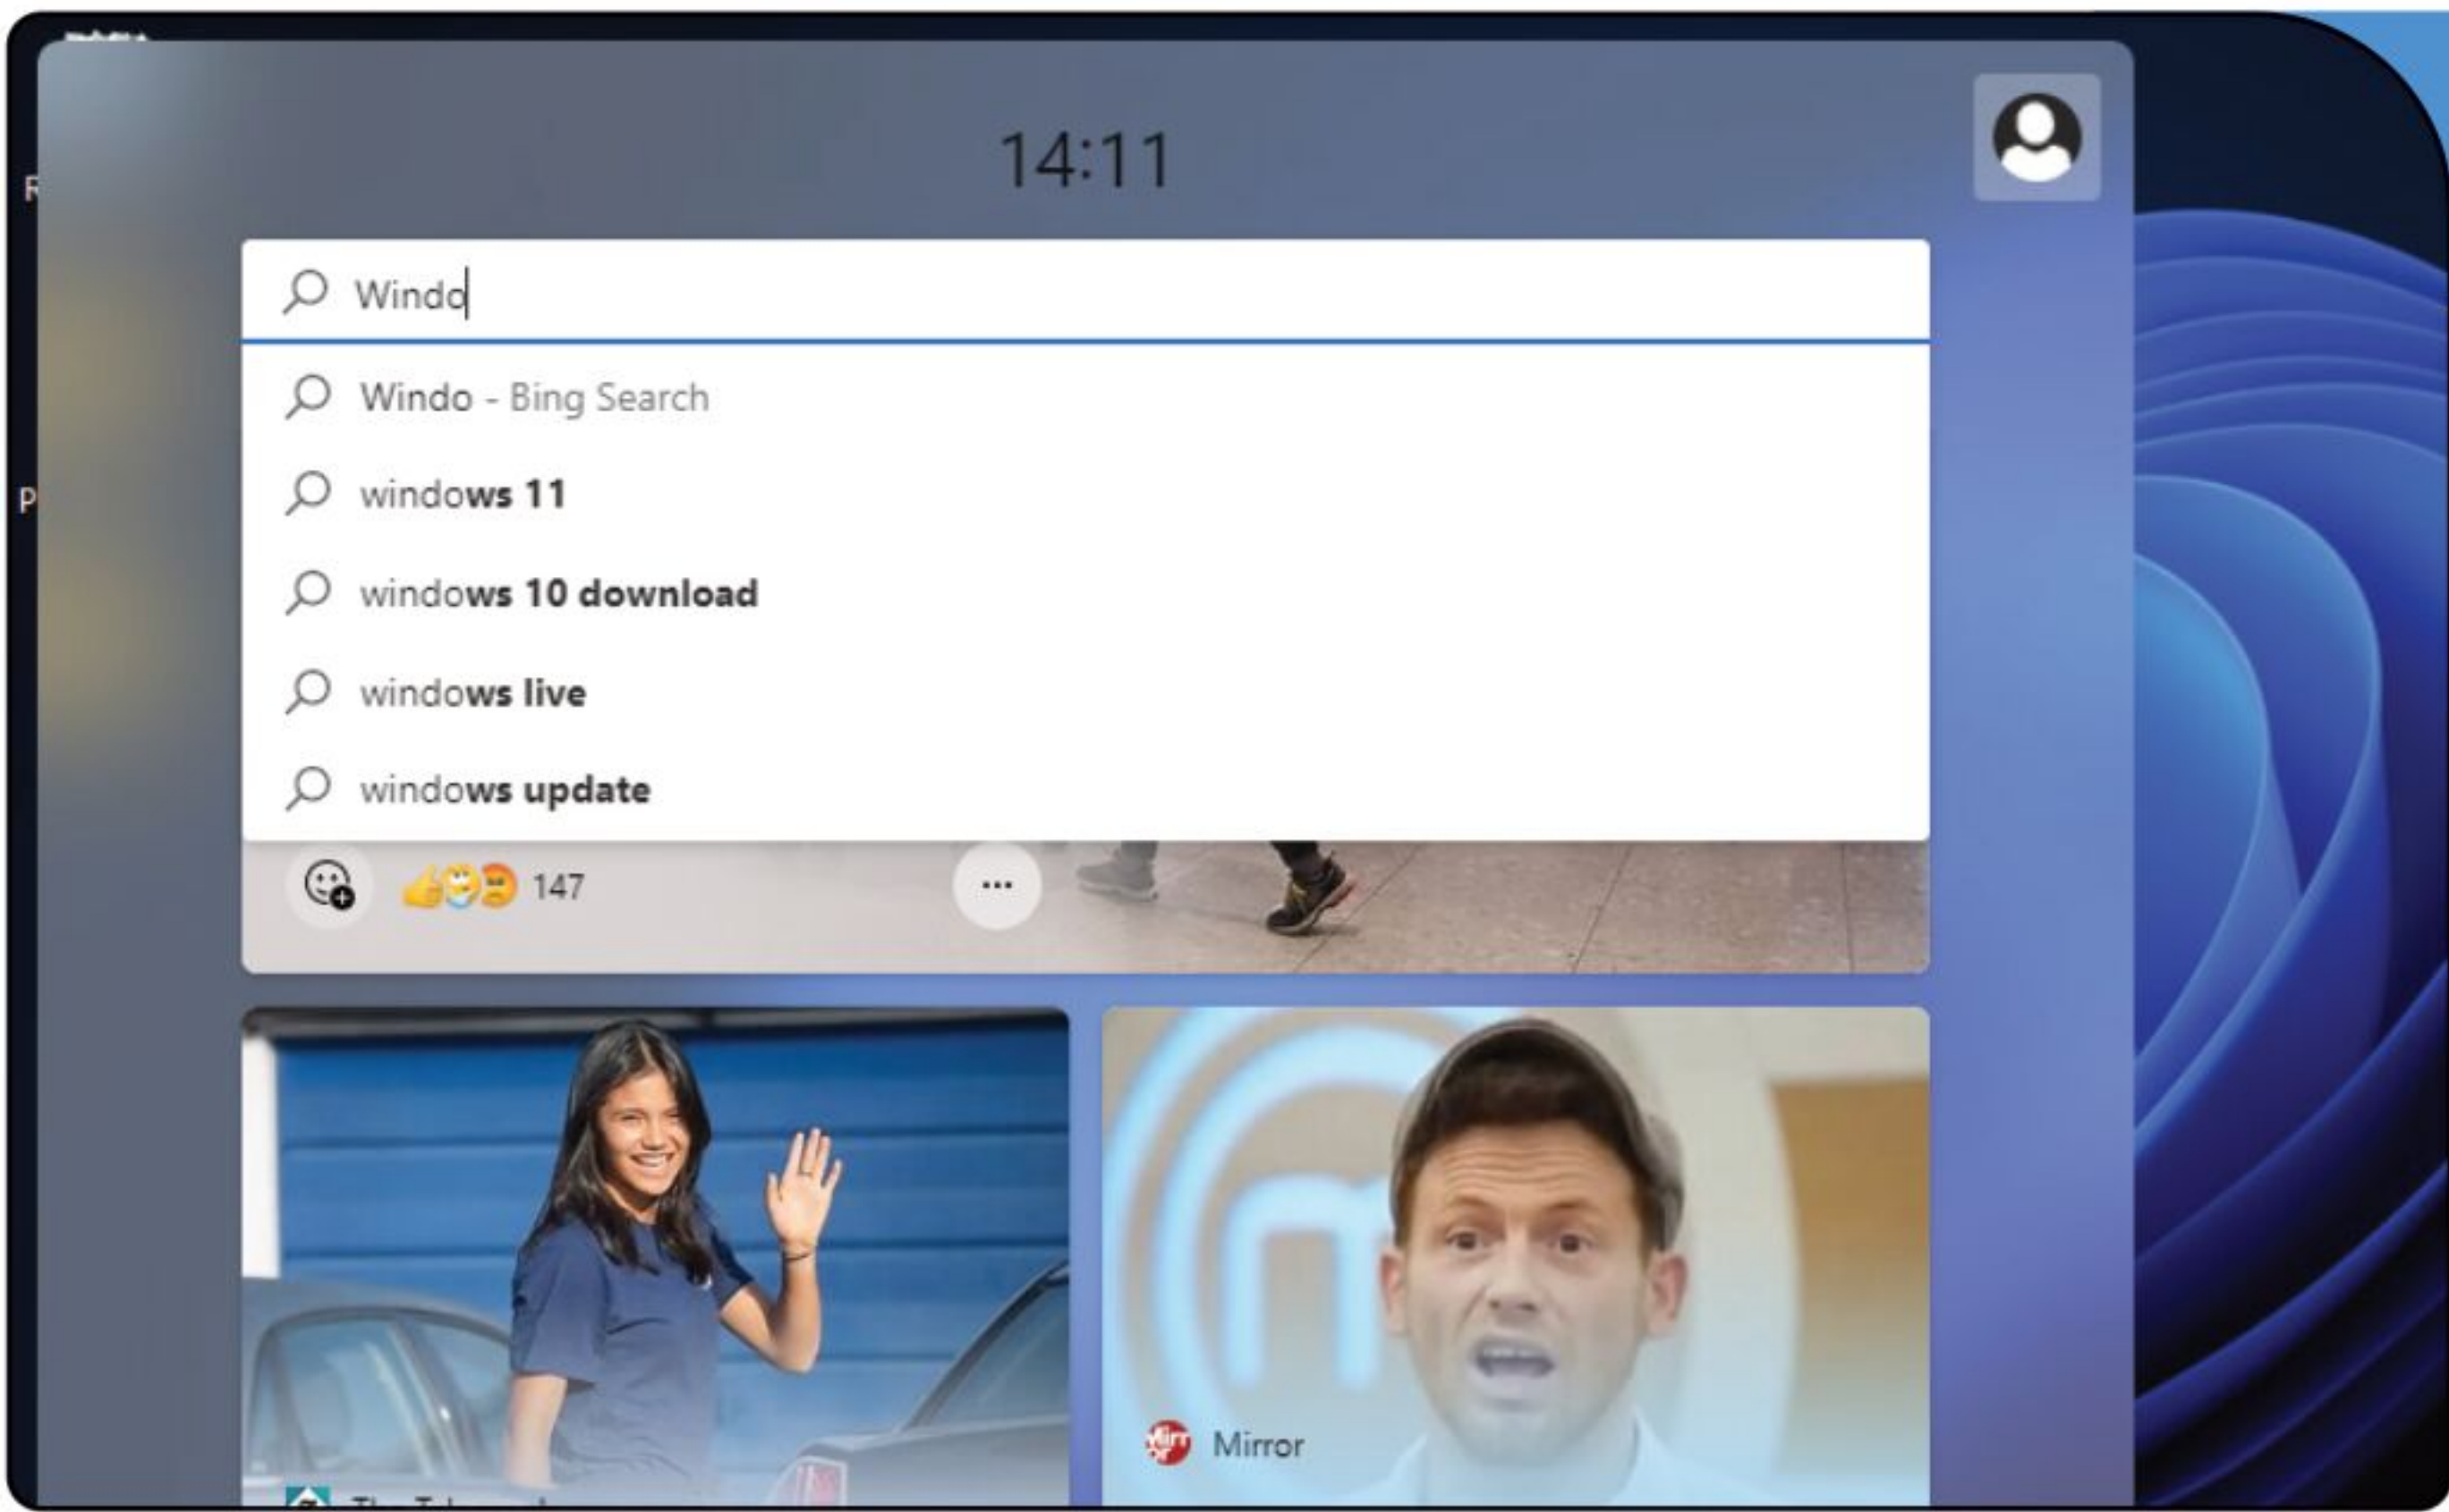 14:11
R
Windo
P
Windo - Bing Search
windows 11
windows 10 download
windows live
windows update
147
m
Mirror